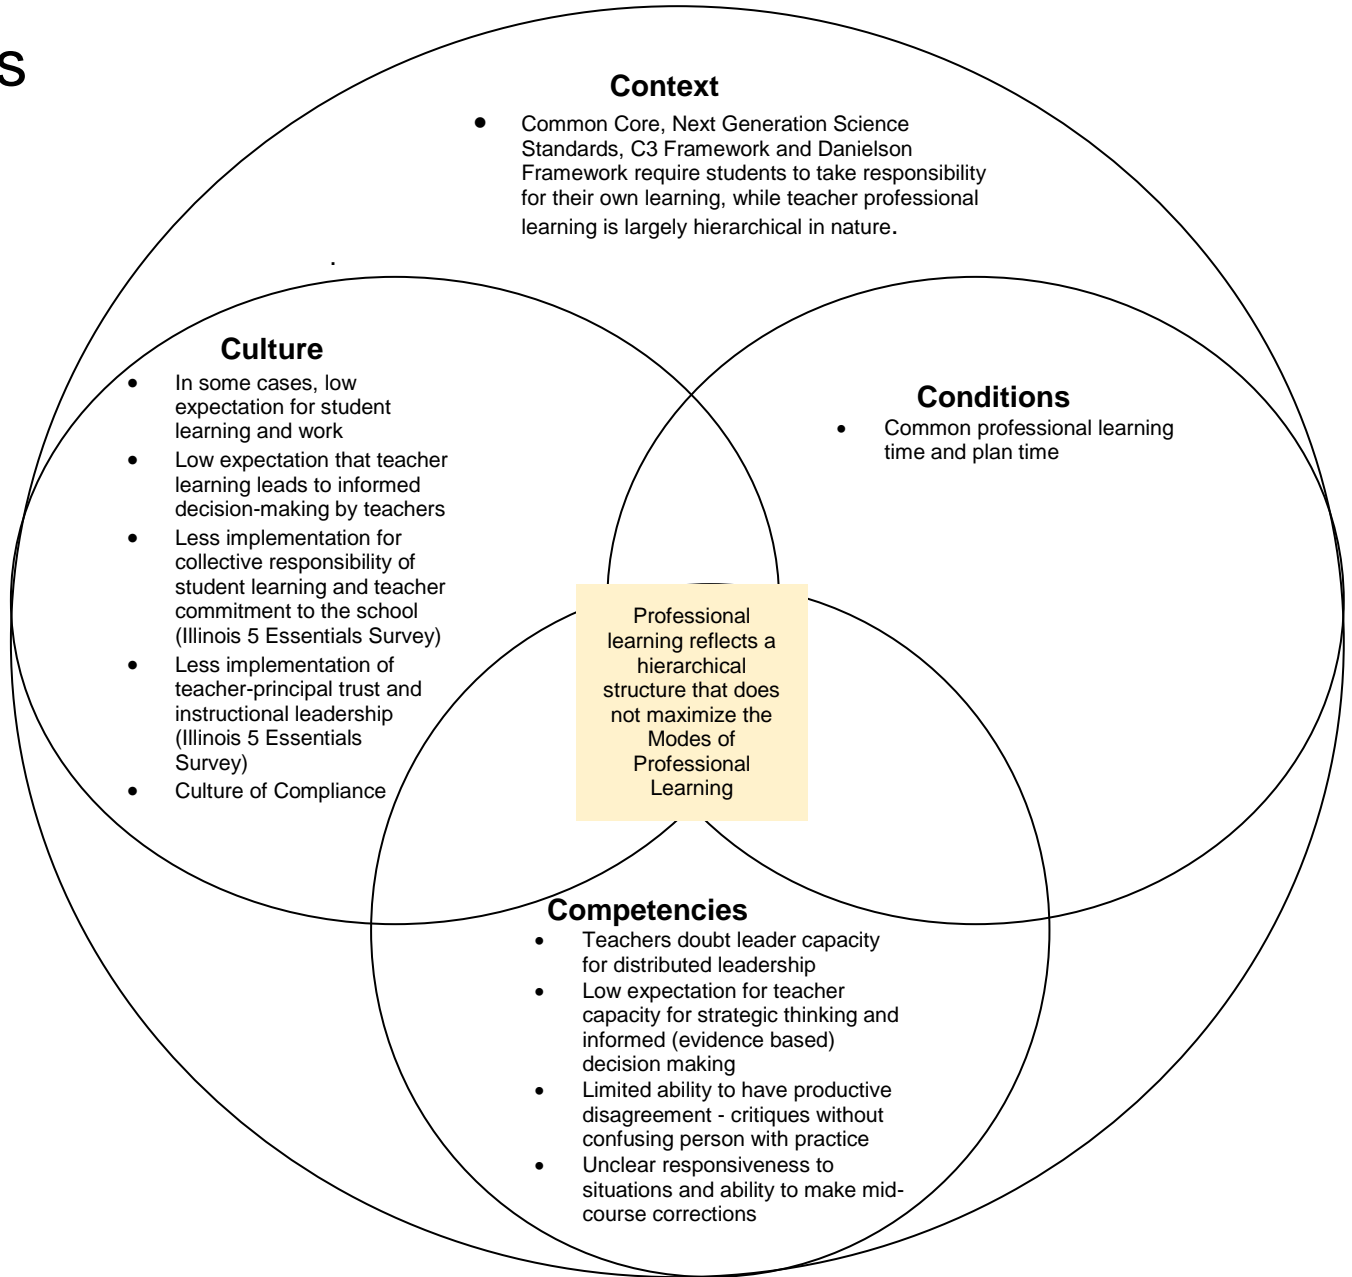 s
Context
• Common Core, Next Generation Science
Standards, C3 Framework and Danielson
Framework require students to take responsibility
for their own learning, while teacher professional
learning is largely hierarchical in nature.
.
Culture
• In some cases, low
expectation for student
learning and work
• Low expectation that teacher
learning leads to informed
decision-making by teachers
• Less implementation for
collective responsibility of
student learning and teacher
commitment to the school
(Illinois 5 Essentials Survey)
• Less implementation of
teacher-principal trust and
instructional leadership
(Illinois 5 Essentials
Survey)
• Culture of Compliance
Conditions
• Common professional learning
time and plan time
Professional
learning reflects a
hierarchical
structure that does
not maximize the
Modes of
Professional
Learning
Competencies
• Teachers doubt leader capacity
for distributed leadership
• Low expectation for teacher
capacity for strategic thinking and
informed (evidence based)
decision making
• Limited ability to have productive
disagreement - critiques without
confusing person with practice
• Unclear responsiveness to
situations and ability to make mid-
course corrections